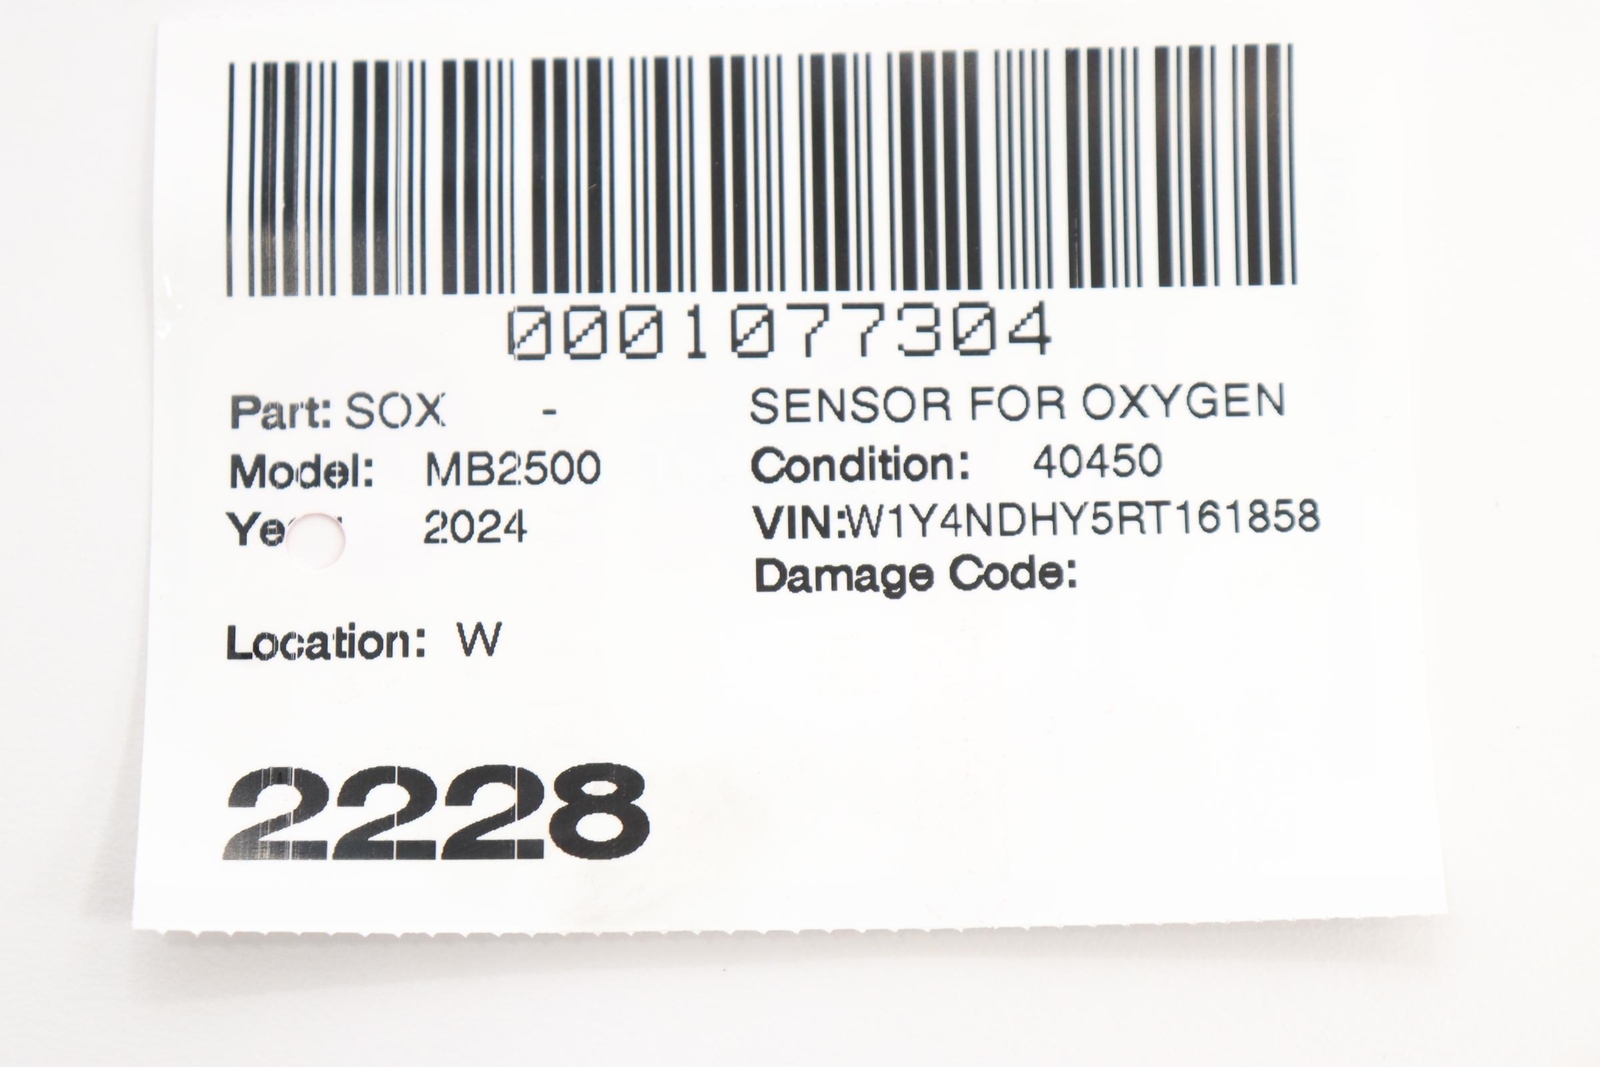 0001077304
Part: SOX - SENSOR FOR OXYGEN
Model: MB2500 Condition: 40450
2024 VIN:W1Y4NDHY5RT161858
Damage Code:
Location: W
2228